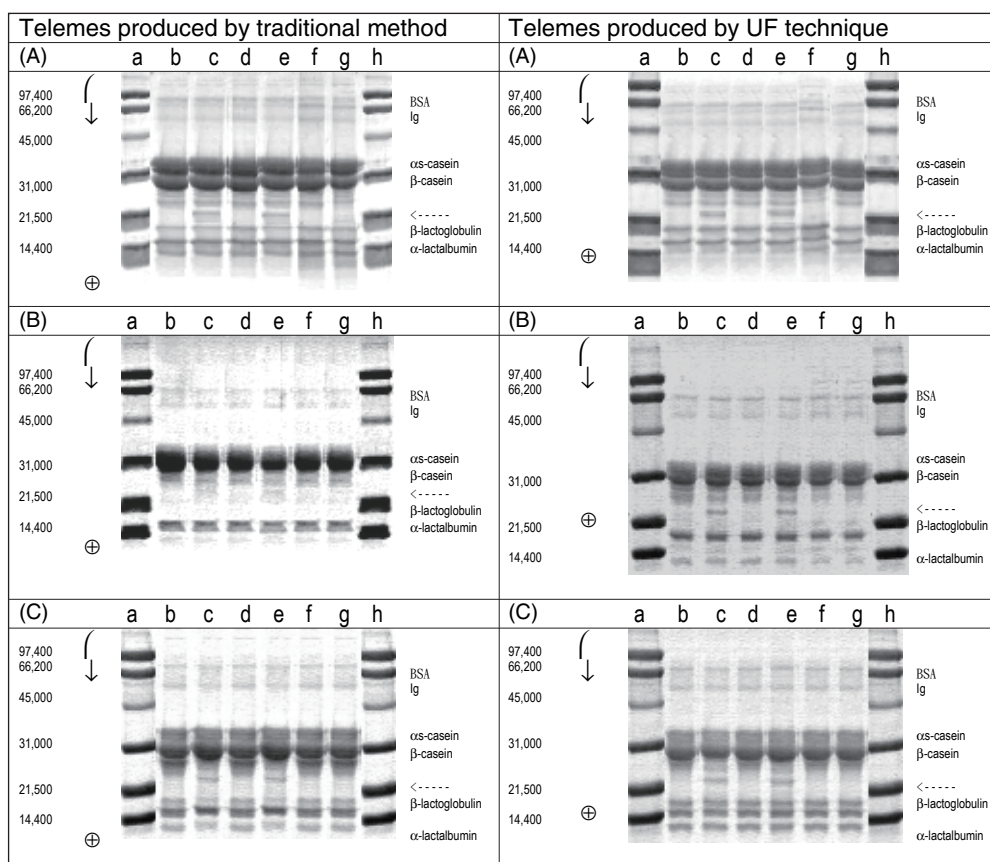 Telemes produced by traditional method
(A) a b c d e f g h
97,400
66,200
45,000
31,000
21,500
14,400
BSA
Ig
αs-casein
β-casein
<-----
β-lactoglobulin
α-lactalbumin
⊕
(B) a b c d e f g h
97,400
66,200
45,000
31,000
21,500
14,400
BSA
Ig
αs-casein
β-casein
<-----
β-lactoglobulin
α-lactalbumin
⊕
(C) a b c d e f g h
97,400
66,200
45,000
31,000
21,500
14,400
BSA
Ig
αs-casein
β-casein
<-----
β-lactoglobulin
α-lactalbumin
⊕
Telemes produced by UF technique
(A) a b c d e f g h
97,400
66,200
45,000
31,000
21,500
14,400
BSA
Ig
αs-casein
β-casein
<-----
β-lactoglobulin
α-lactalbumin
⊕
(B) a b c d e f g h
97,400
66,200
45,000
31,000
21,500
14,400
BSA
Ig
αs-casein
β-casein
<-----
β-lactoglobulin
α-lactalbumin
⊕
(C) a b c d e f g h
97,400
66,200
45,000
31,000
21,500
14,400
BSA
Ig
αs-casein
β-casein
<-----
β-lactoglobulin
α-lactalbumin
⊕